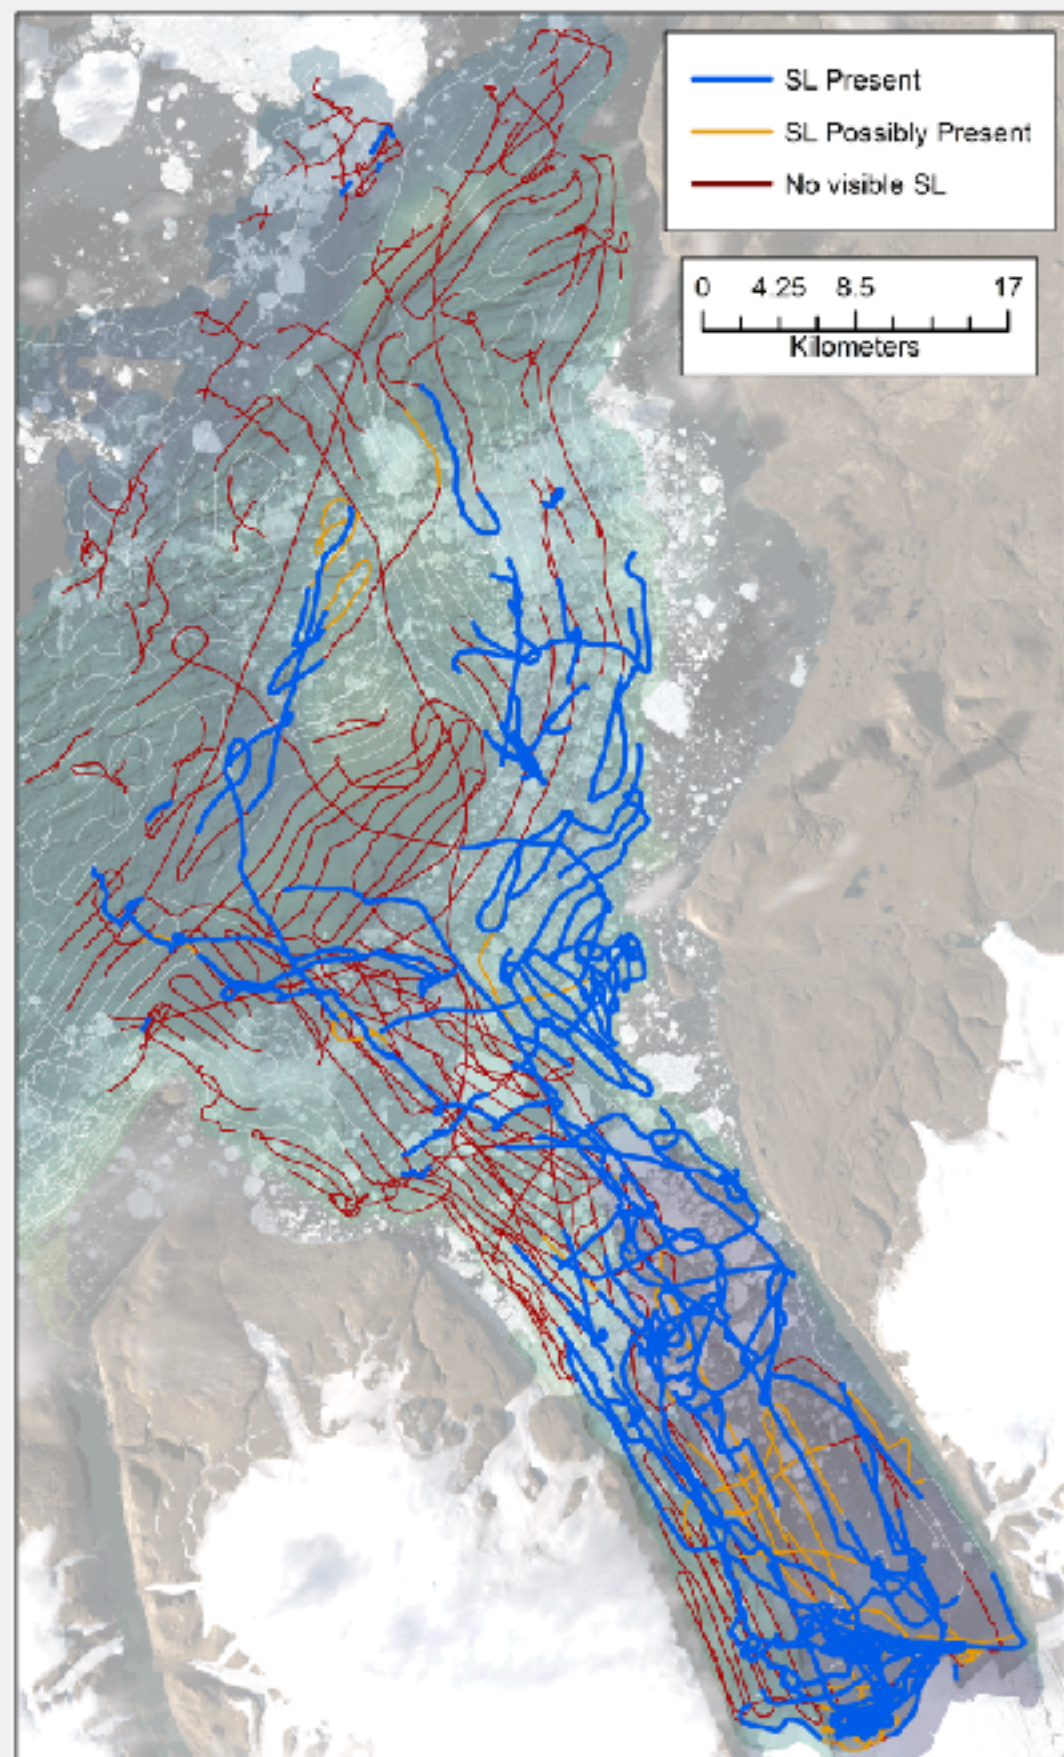 SL Present
SL Possibly Present
No visible SL
0 4.25 8.5 17
Kilometers